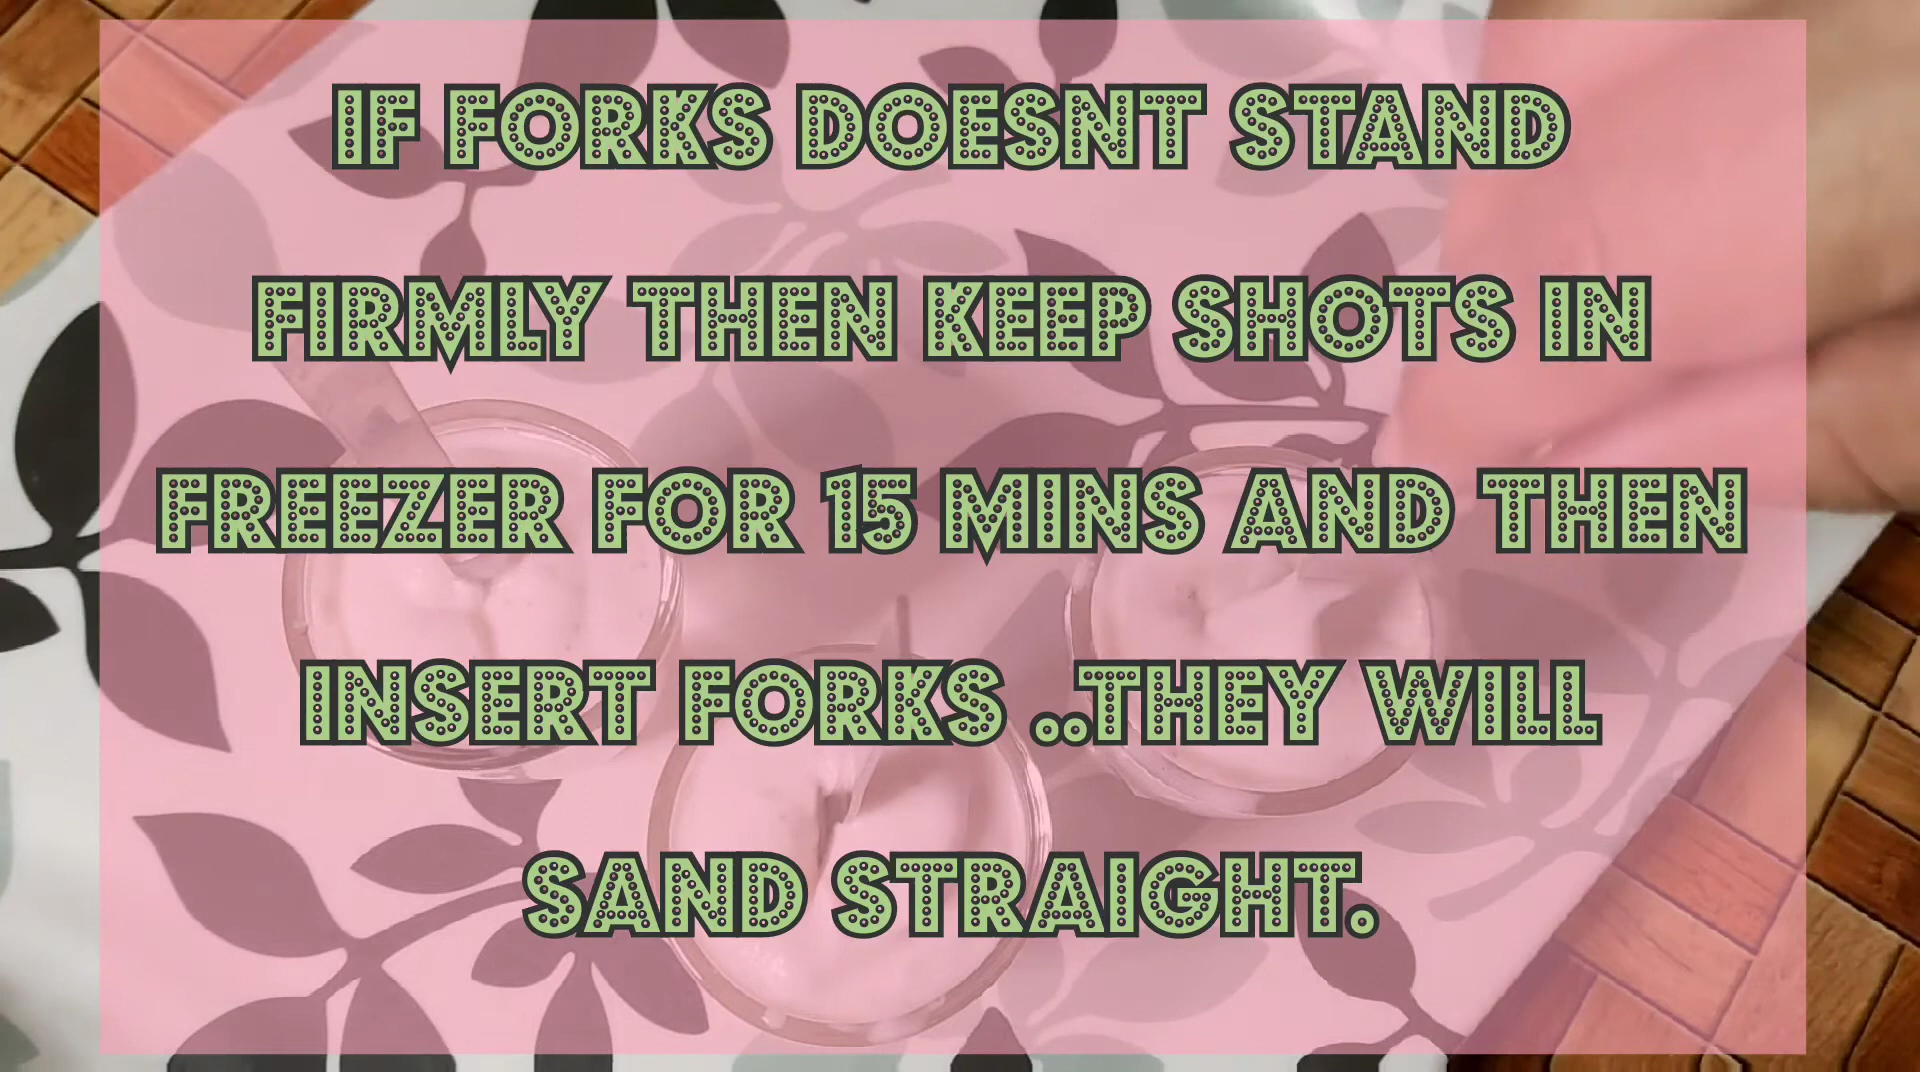 IF FORKS DOESNT STAND
FIRMLY THEN KEEP SHOTS IN
FREEZER FOR 15 MINS AND THEN
INSERT FORKS ..THEY WILL
SAND STRAIGHT.